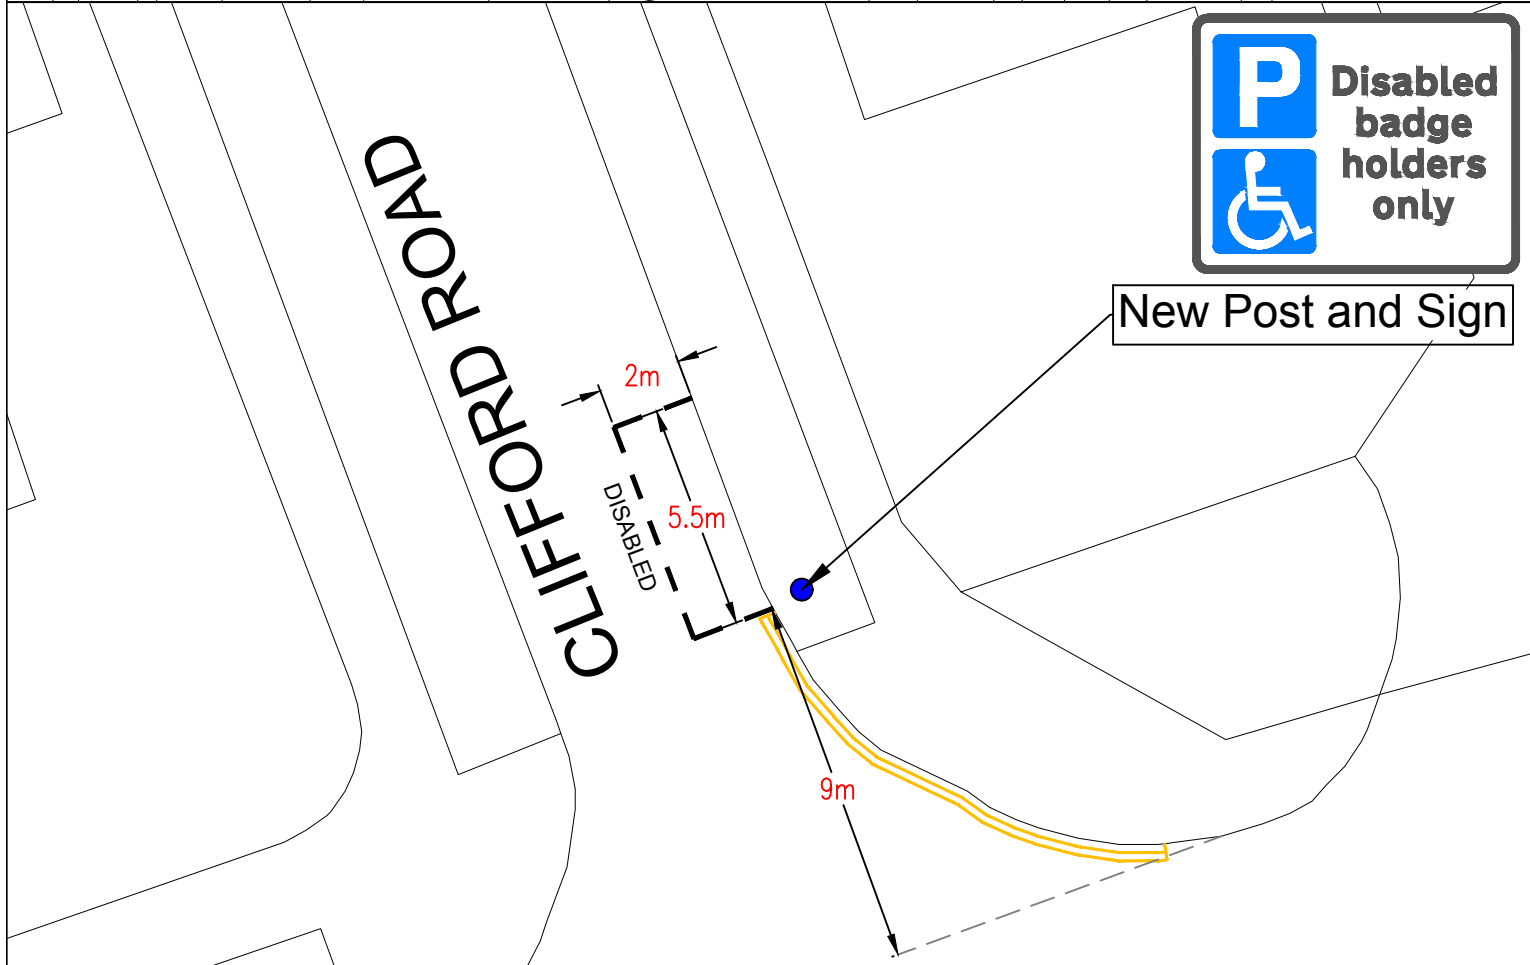 P
Disabled
badge
holders
only
New Post and Sign
CLIFFORD ROAD
2m
5.5m
DISABLED
9m